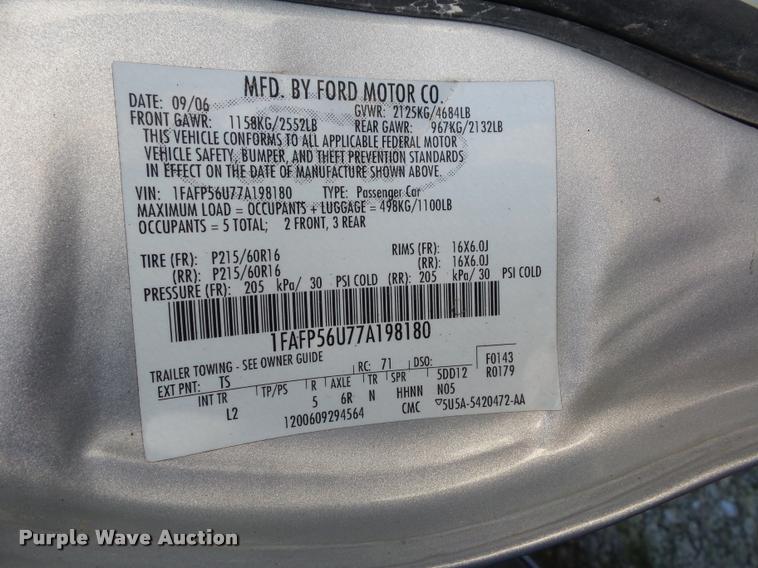 MFD. BY FORD MOTOR CO.
DATE: 09/06 GVWR: 2125KG/4684LB
FRONT GAWR: 1158KG/2552LB REAR GAWR: 967KG/2132LB
THIS VEHICLE CONFORMS TO ALL APPLICABLE FEDERAL MOTOR
VEHICLE SAFETY, BUMPER, AND THEFT PREVENTION STANDARDS
IN EFFECT ON THE DATE OF MANUFACTURE SHOWN ABOVE.
VIN: 1FAFP56U77A198180 TYPE: Passenger Car
MAXIMUM LOAD = OCCUPANTS + LUGGAGE = 498KG/1100LB
OCCUPANTS = 5 TOTAL; 2 FRONT, 3 REAR
TIRE (FR): P215/60R16 RIMS (FR): 16X6.0J
(RR): P215/60R16 (RR): 16X6.0J
PRESSURE (FR): 205 kPa/ 30 PSI COLD (RR): 205 kPa/ 30 PSI COLD
1FAFP56U77A198180
TRAILER TOWING - SEE OWNER GUIDE
EXT PNT: TS RC: 71 DSO: F0143
INT TR TP/PS R AXLE TR SPR 5DD12 R0179
L2 5 6R N HHNN N05
1200609294564 CMC ▽5U5A-5420472-AA
Purple Wave Auction